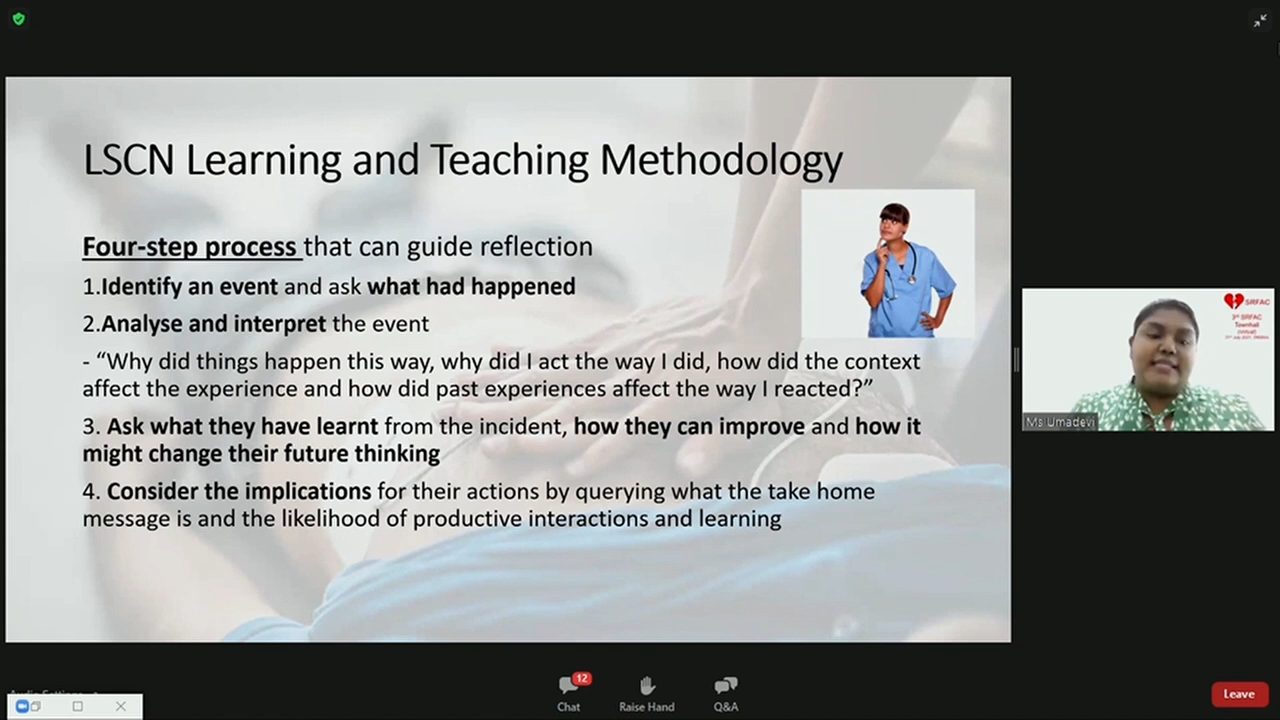 LSCN Learning and Teaching Methodology
Four-step process that can guide reflection
1.Identify an event and ask what had happened
2.Analyse and interpret the event
- “Why did things happen this way, why did I act the way I did, how did the context
affect the experience and how did past experiences affect the way I reacted?”
3. Ask what they have learnt from the incident, how they can improve and how it
might change their future thinking
4. Consider the implications for their actions by querying what the take home
message is and the likelihood of productive interactions and learning
SRFAC
3rd SRFAC
Townhall
(virtual)
Ms Umadevi
12
Chat
Raise Hand
Q&A
Leave